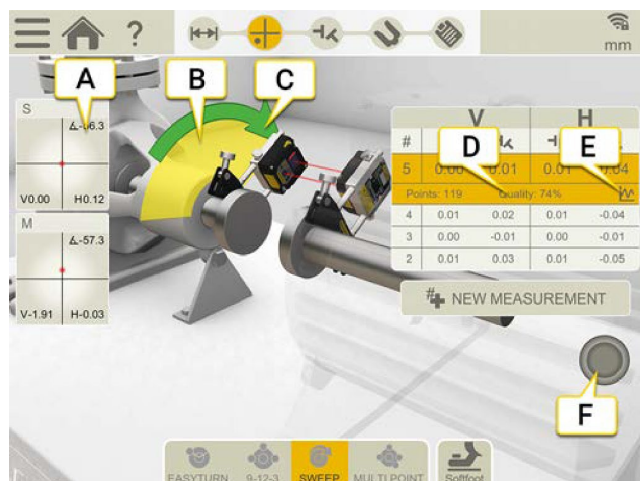 ?
mm
A
B
C
S
V0.00 H0.12
M
∡-57.3
V-1.91 H-0.03
V H
#
D
E
5 0.00 0.01 0.01 0.04
Points: 119 Quality: 74%
4 0.01 0.02 0.01 -0.04
3 0.00 -0.01 0.00 -0.01
2 0.01 0.03 0.01 -0.05
# NEW MEASUREMENT
F
EASYTURN 9-12-3 SWEEP MULTIPOINT Softfoot